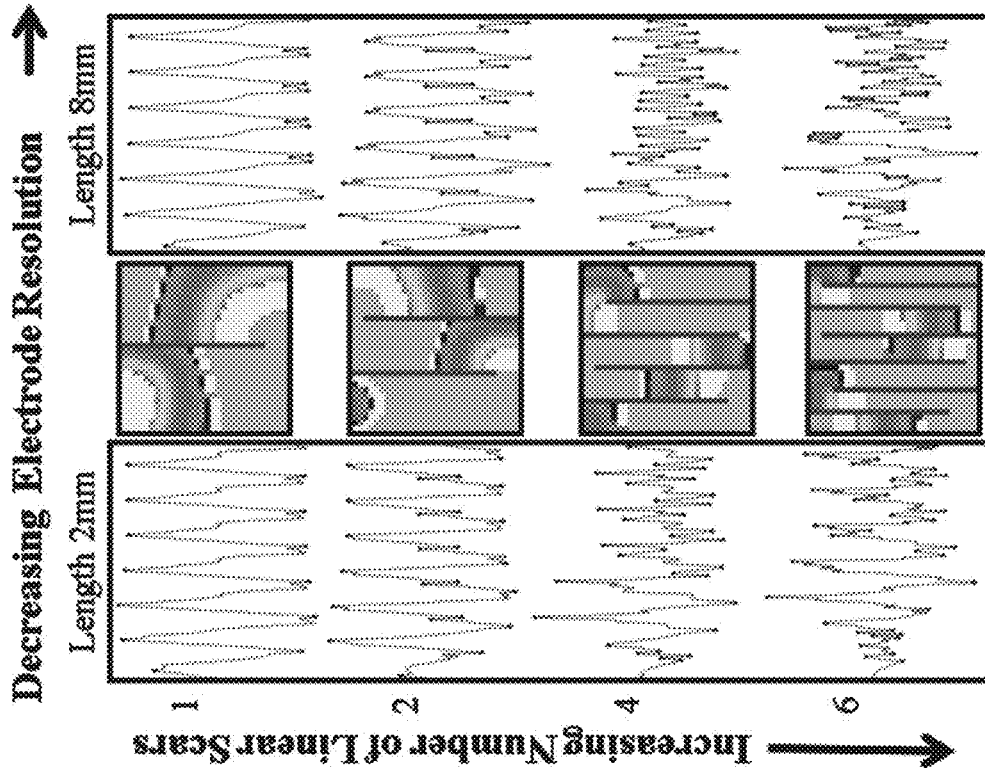 Decreasing Electrode Resolution
Length 2mm
Length 8mm
1
2
4
6
Increasing Number of Linear Scars